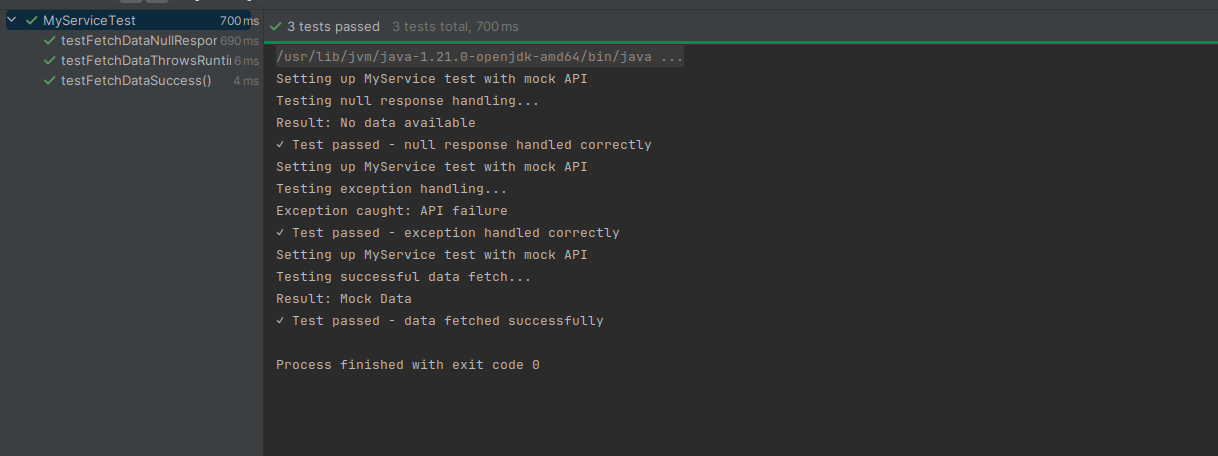 MyServiceTest 700 ms
testFetchDataNullRespor 690 ms
testFetchDataThrowsRunti 6 ms
testFetchDataSuccess() 4 ms
✓ 3 tests passed 3 tests total, 700 ms
/usr/lib/jvm/java-1.21.0-openjdk-amd64/bin/java ...
Setting up MyService test with mock API
Testing null response handling...
Result: No data available
✓ Test passed - null response handled correctly
Setting up MyService test with mock API
Testing exception handling...
Exception caught: API failure
✓ Test passed - exception handled correctly
Setting up MyService test with mock API
Testing successful data fetch...
Result: Mock Data
✓ Test passed - data fetched successfully
Process finished with exit code 0